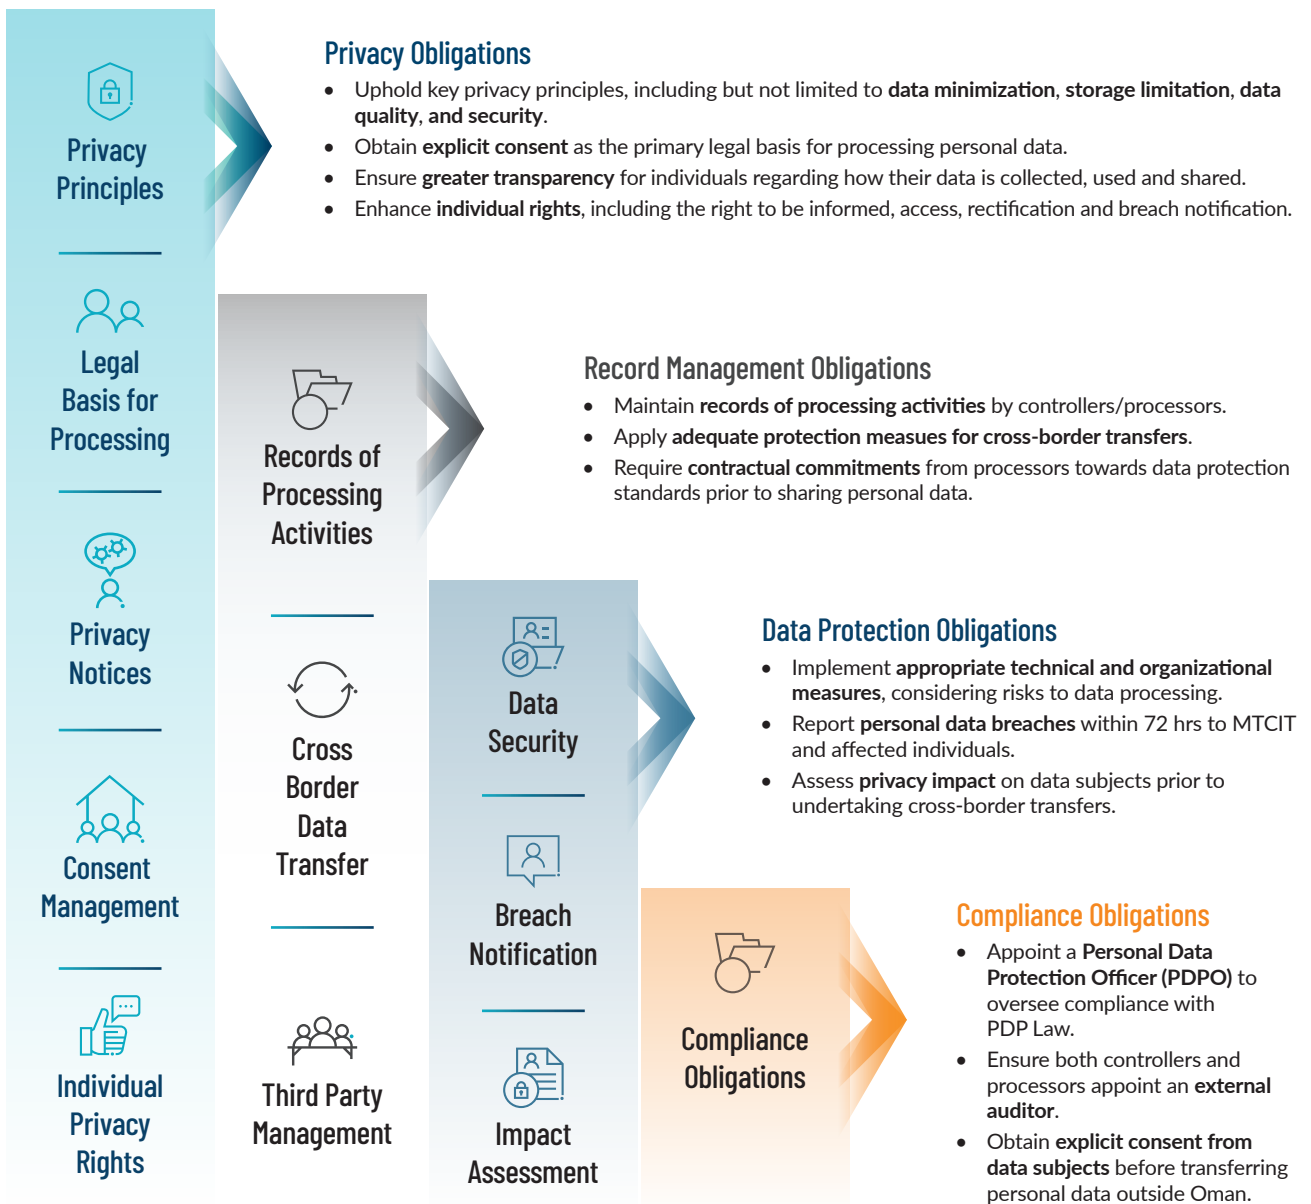 Privacy
Principles
Legal
Basis for
Processing
Privacy
Notices
Consent
Management
Individual
Privacy
Rights
Privacy Obligations
• Uphold key privacy principles, including but not limited to data minimization, storage limitation, data
quality, and security.
• Obtain explicit consent as the primary legal basis for processing personal data.
• Ensure greater transparency for individuals regarding how their data is collected, used and shared.
• Enhance individual rights, including the right to be informed, access, rectification and breach notification.
Records of
Processing
Activities
Cross
Border
Data
Transfer
Third Party
Management
Record Management Obligations
• Maintain records of processing activities by controllers/processors.
• Apply adequate protection measues for cross-border transfers.
• Require contractual commitments from processors towards data protection
standards prior to sharing personal data.
Data
Security
Breach
Notification
Impact
Assessment
Data Protection Obligations
• Implement appropriate technical and organizational
measures, considering risks to data processing.
• Report personal data breaches within 72 hrs to MTCIT
and affected individuals.
• Assess privacy impact on data subjects prior to
undertaking cross-border transfers.
Compliance
Obligations
Compliance Obligations
• Appoint a Personal Data
Protection Officer (PDPO) to
oversee compliance with
PDP Law.
• Ensure both controllers and
processors appoint an external
auditor.
• Obtain explicit consent from
data subjects before transferring
personal data outside Oman.